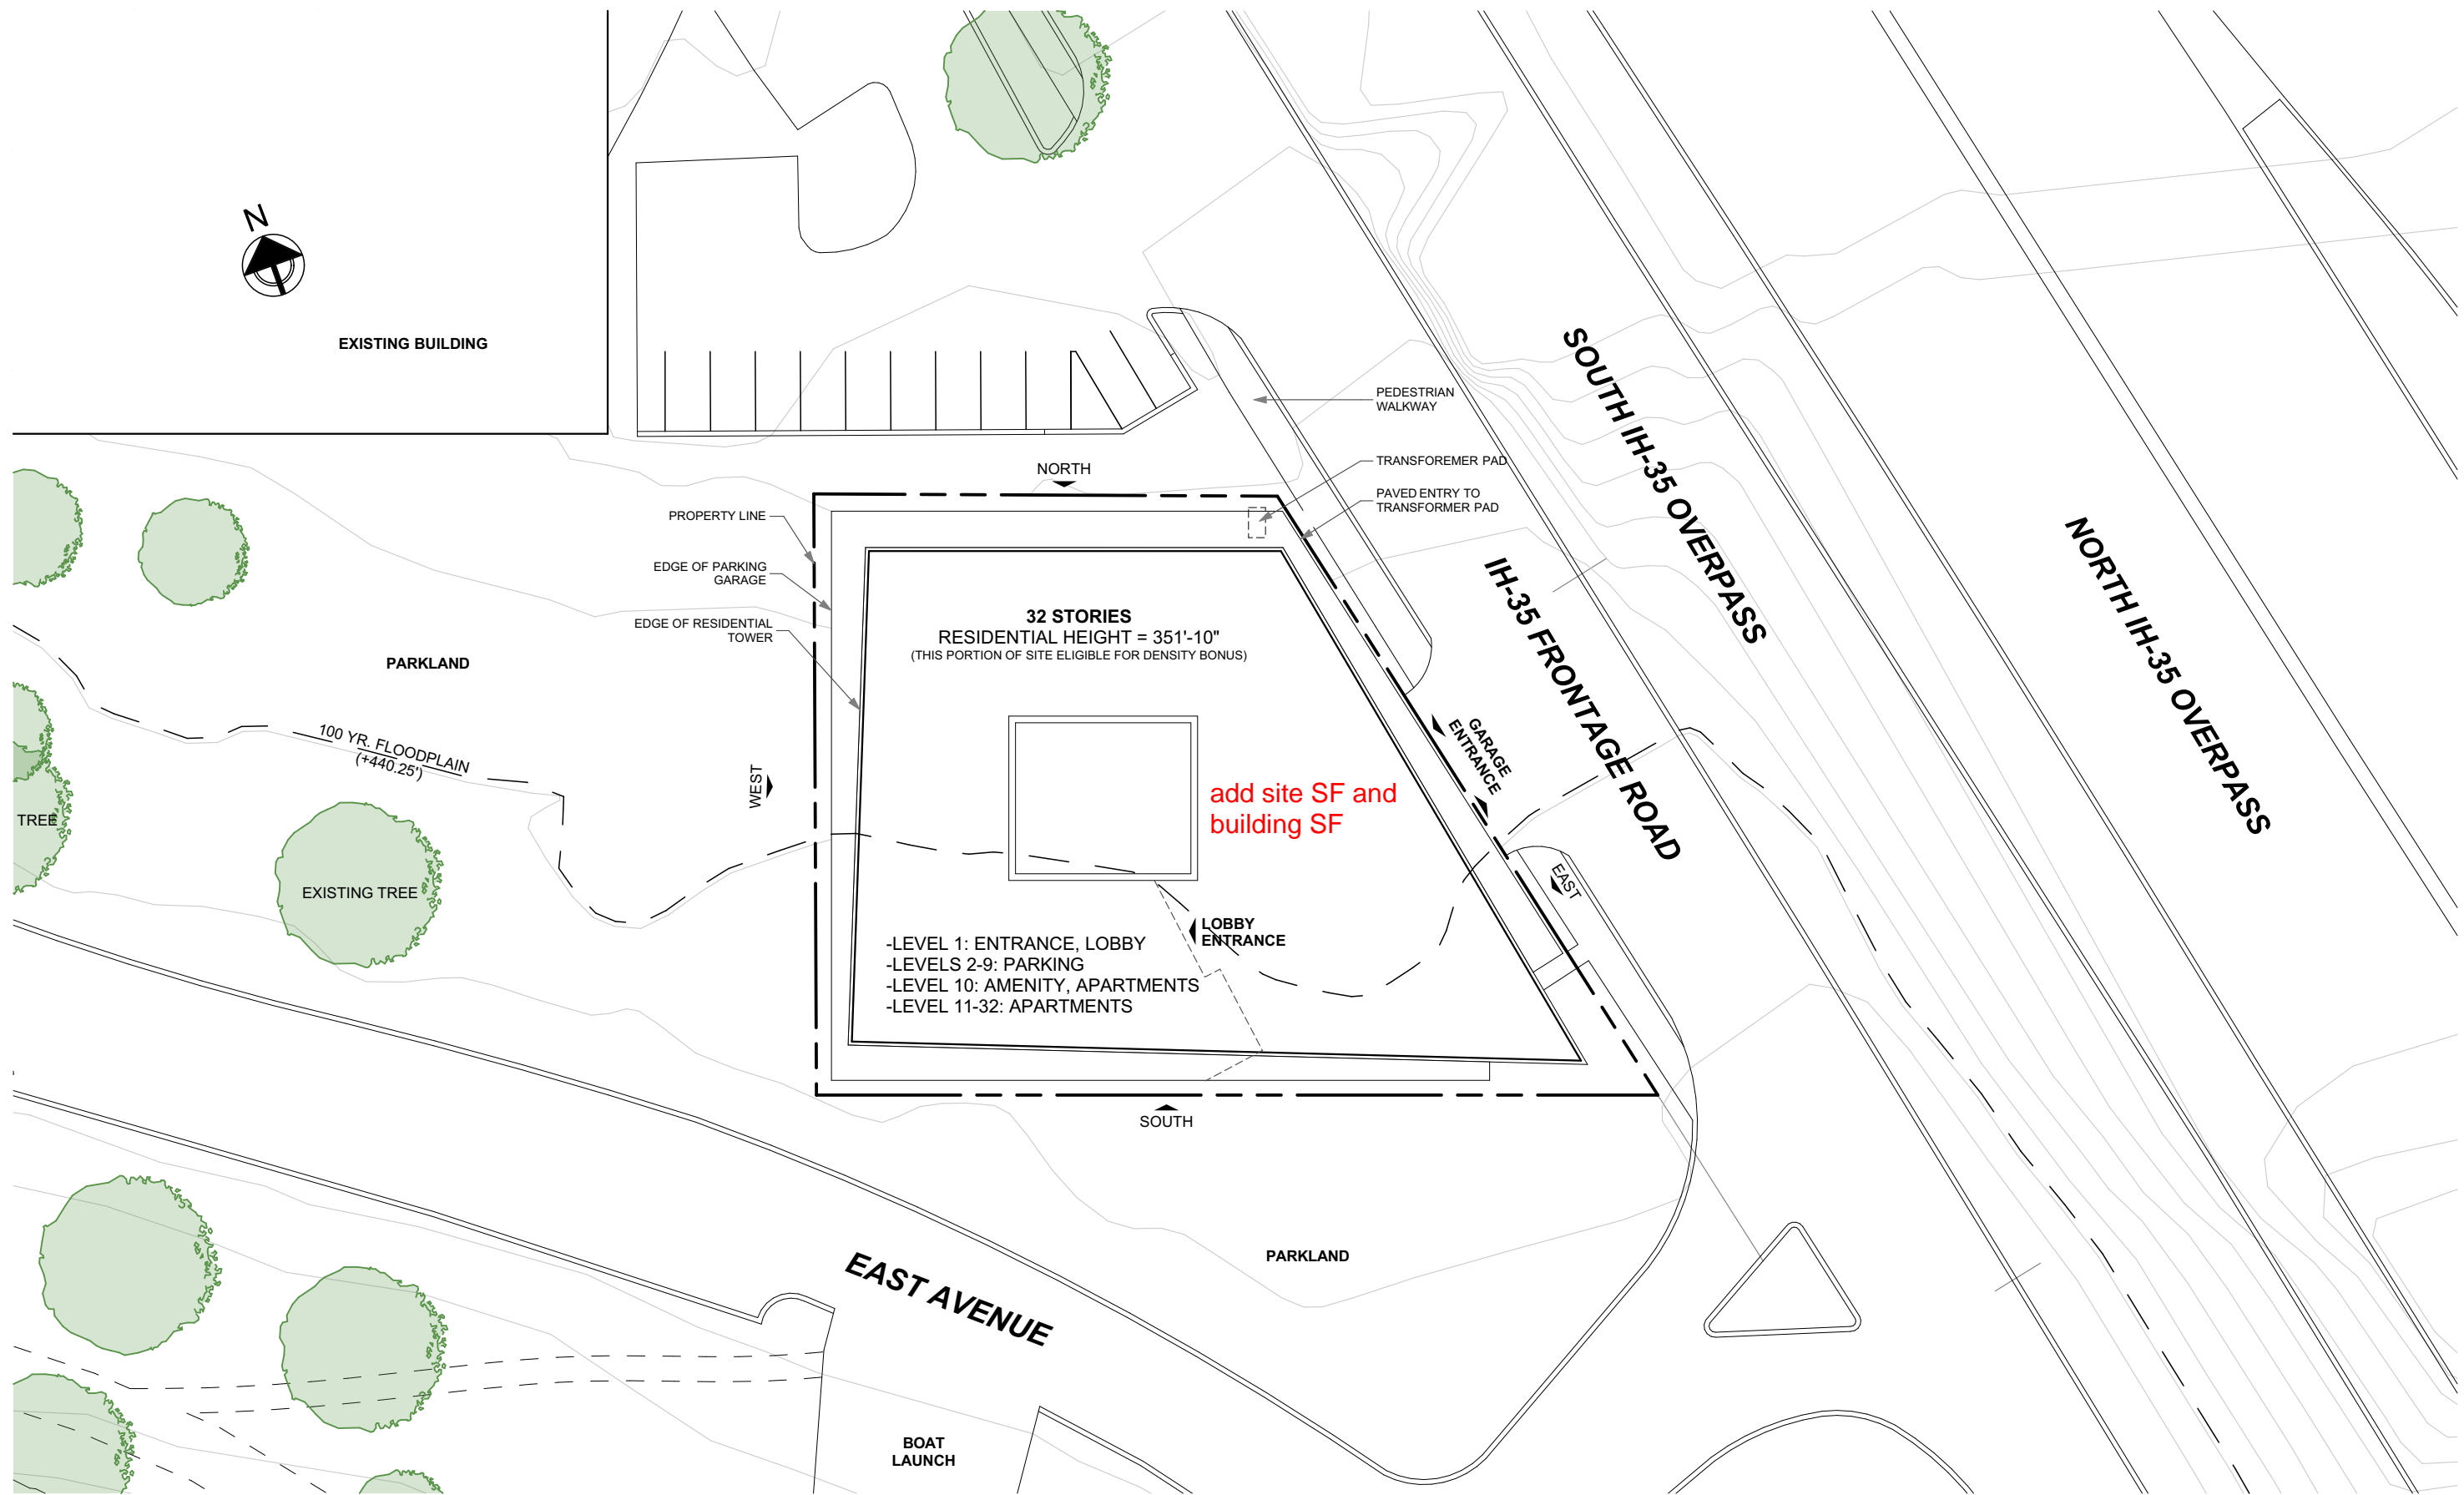 N
EXISTING BUILDING
SOUTH IH-35 OVERPASS
PEDESTRIAN
WALKWAY
NORTH
TRANSFOREMER PAD
PAVED ENTRY TO
TRANSFORMER PAD
PROPERTY LINE
NORTH IH-35 OVERPASS
EDGE OF PARKING
GARAGE
IH-35 FRONTAGE ROAD
EDGE OF RESIDENTIAL
TOWER
32 STORIES
RESIDENTIAL HEIGHT = 351'-10"
(THIS PORTION OF SITE ELIGIBLE FOR DENSITY BONUS)
PARKLAND
100 YR. FLOODPLAIN
(+440.25')
GARAGE
ENTRANCE
WEST
add site SF and
building SF
TREE
EXISTING TREE
EAST
LOBBY
ENTRANCE
-LEVEL 1: ENTRANCE, LOBBY
-LEVELS 2-9: PARKING
-LEVEL 10: AMENITY, APARTMENTS
-LEVEL 11-32: APARTMENTS
SOUTH
PARKLAND
EAST AVENUE
BOAT
LAUNCH